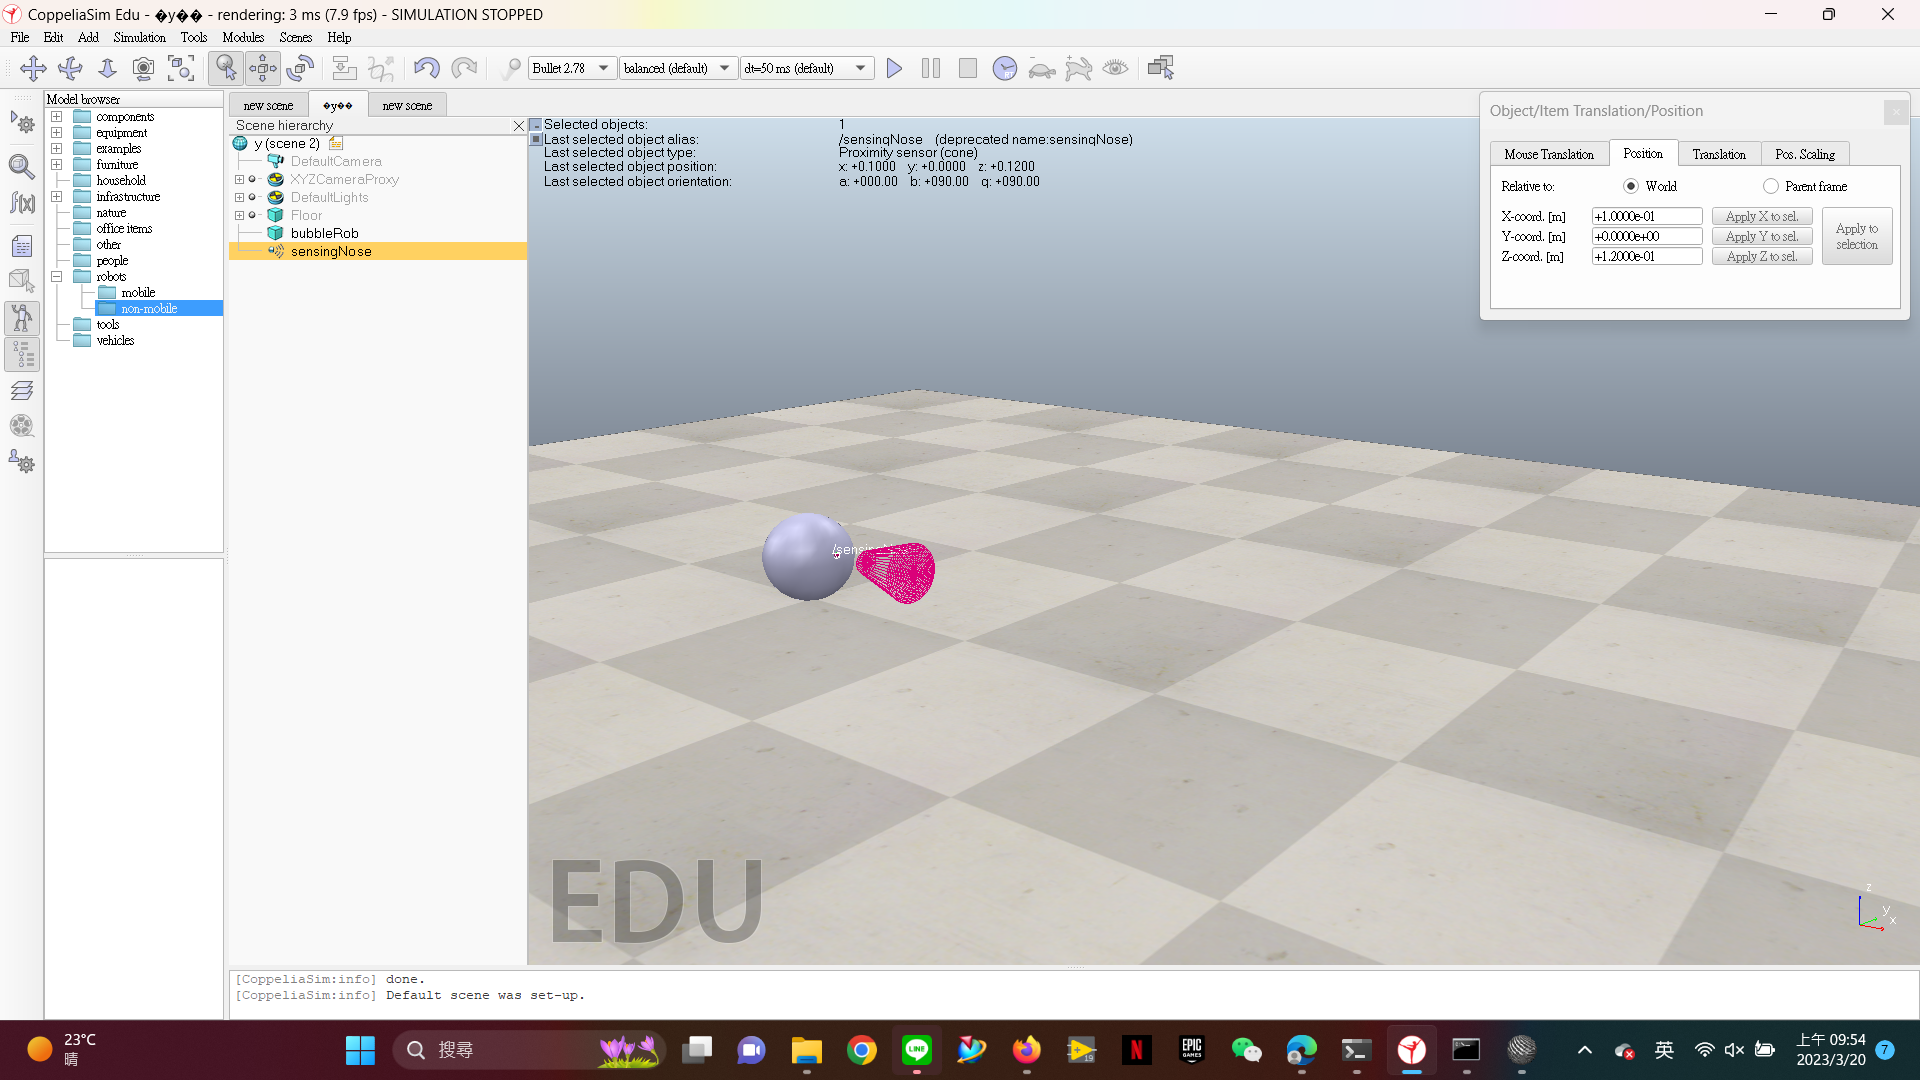 CoppeliaSim Edu - �y�� - rendering: 3 ms (7.9 fps) - SIMULATION STOPPED
File Edit Add Simulation Tools Modules Scenes Help
Bullet 2.78 balanced (default) dt=50 ms (default)
Model browser
components
equipment
examples
furniture
household
infrastructure
nature
office items
other
people
robots
mobile
non-mobile
tools
vehicles
new scene �y�� new scene
Scene hierarchy
y (scene 2)
DefaultCamera
XYZCameraProxy
DefaultLights
Floor
bubbleRob
sensingNose
Selected objects: 1
Last selected object alias: /sensingNose (deprecated name:sensingNose)
Last selected object type: Proximity sensor (cone)
Last selected object position: x: +0.1000 y: +0.0000 z: +0.1200
Last selected object orientation: a: +000.00 b: +090.00 g: +090.00
Object/Item Translation/Position
Mouse Translation Position Translation Pos. Scaling
Relative to: World Parent frame
X-coord. [m] +1.0000e-01 Apply X to sel.
Y-coord. [m] +0.0000e+00 Apply Y to sel.
Z-coord. [m] +1.2000e-01 Apply Z to sel.
Apply to
selection
EDU
z
y
x
[CoppeliaSim:info] done.
[CoppeliaSim:info] Default scene was set-up.
23°C
晴
搜尋
LINE
19
N
EPIC
GAMES
英
上午 09:54
2023/3/20
7